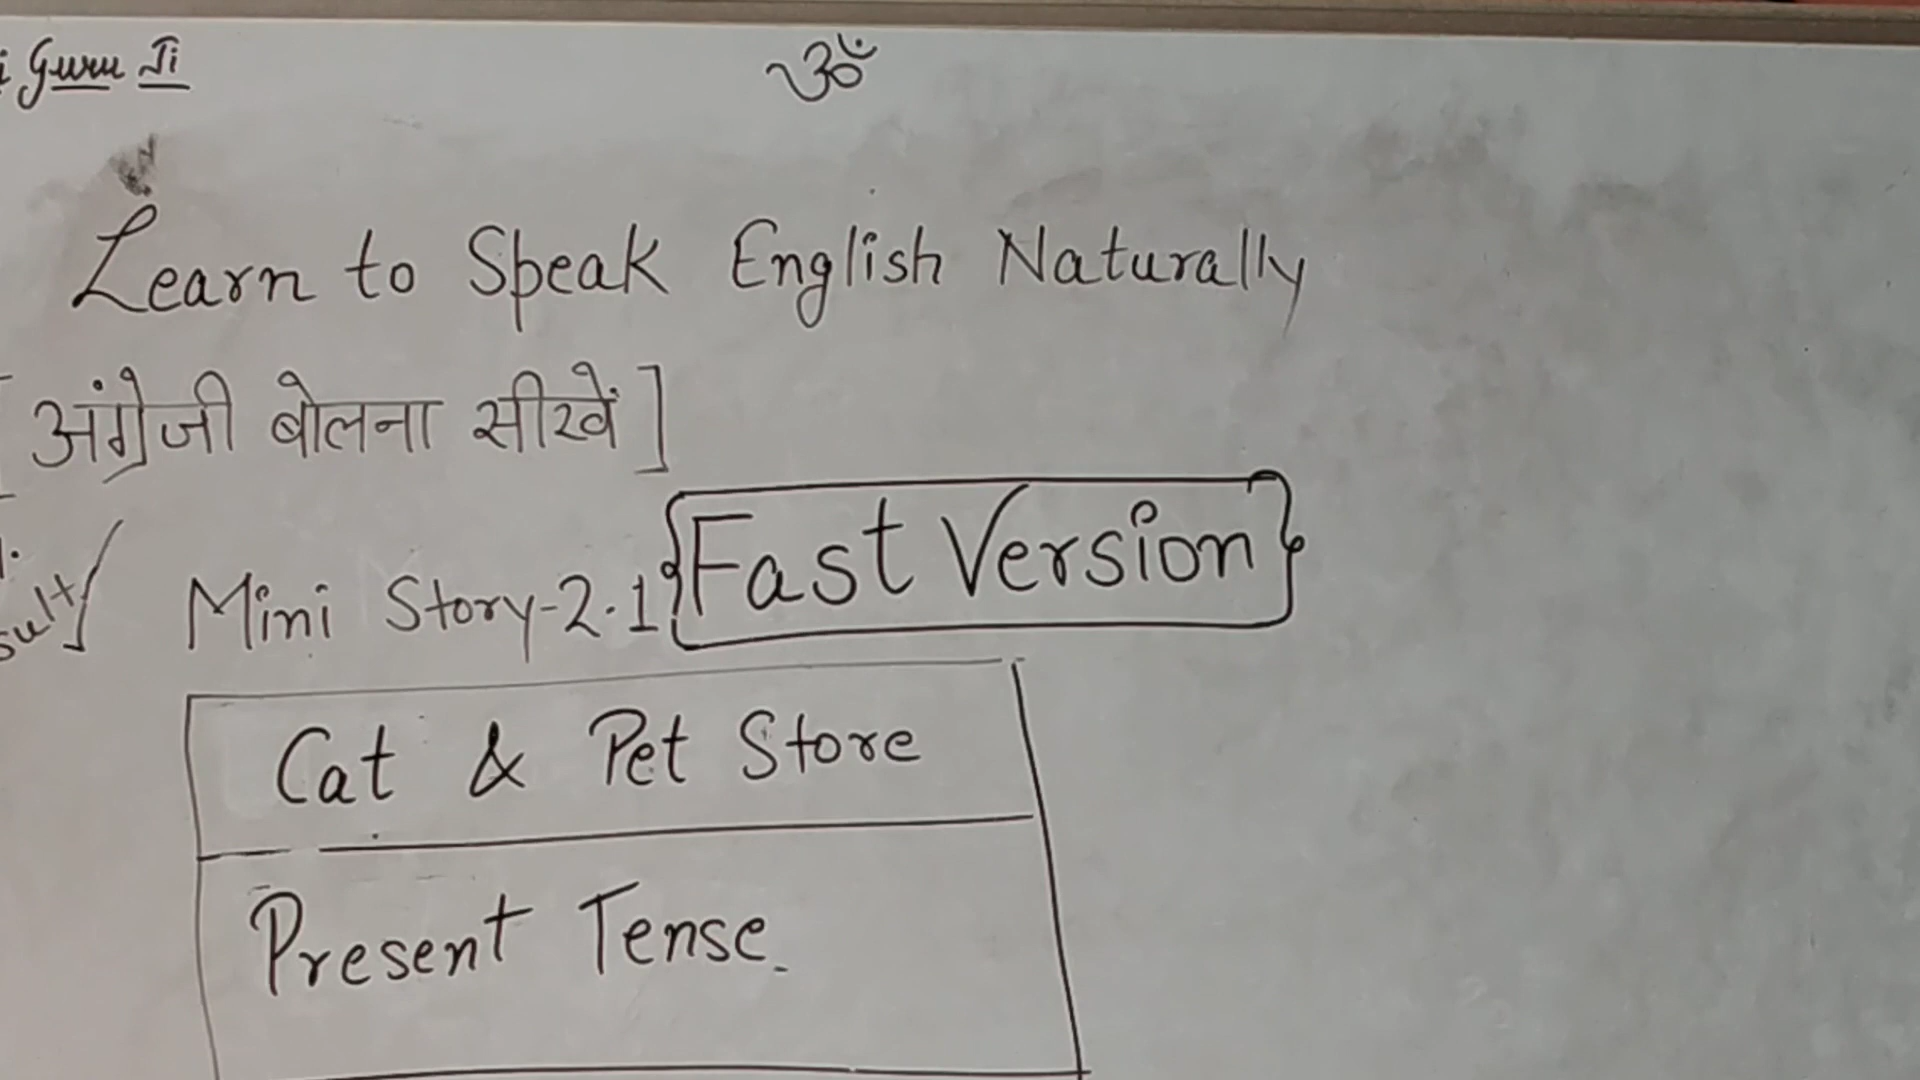 Guru Ji
ॐ
Learn to Speak English Naturally
[अंग्रेजी बोलना सीखें]
Mini Story-2.1 {Fast Version}
Cat & Pet Store
Present Tense.